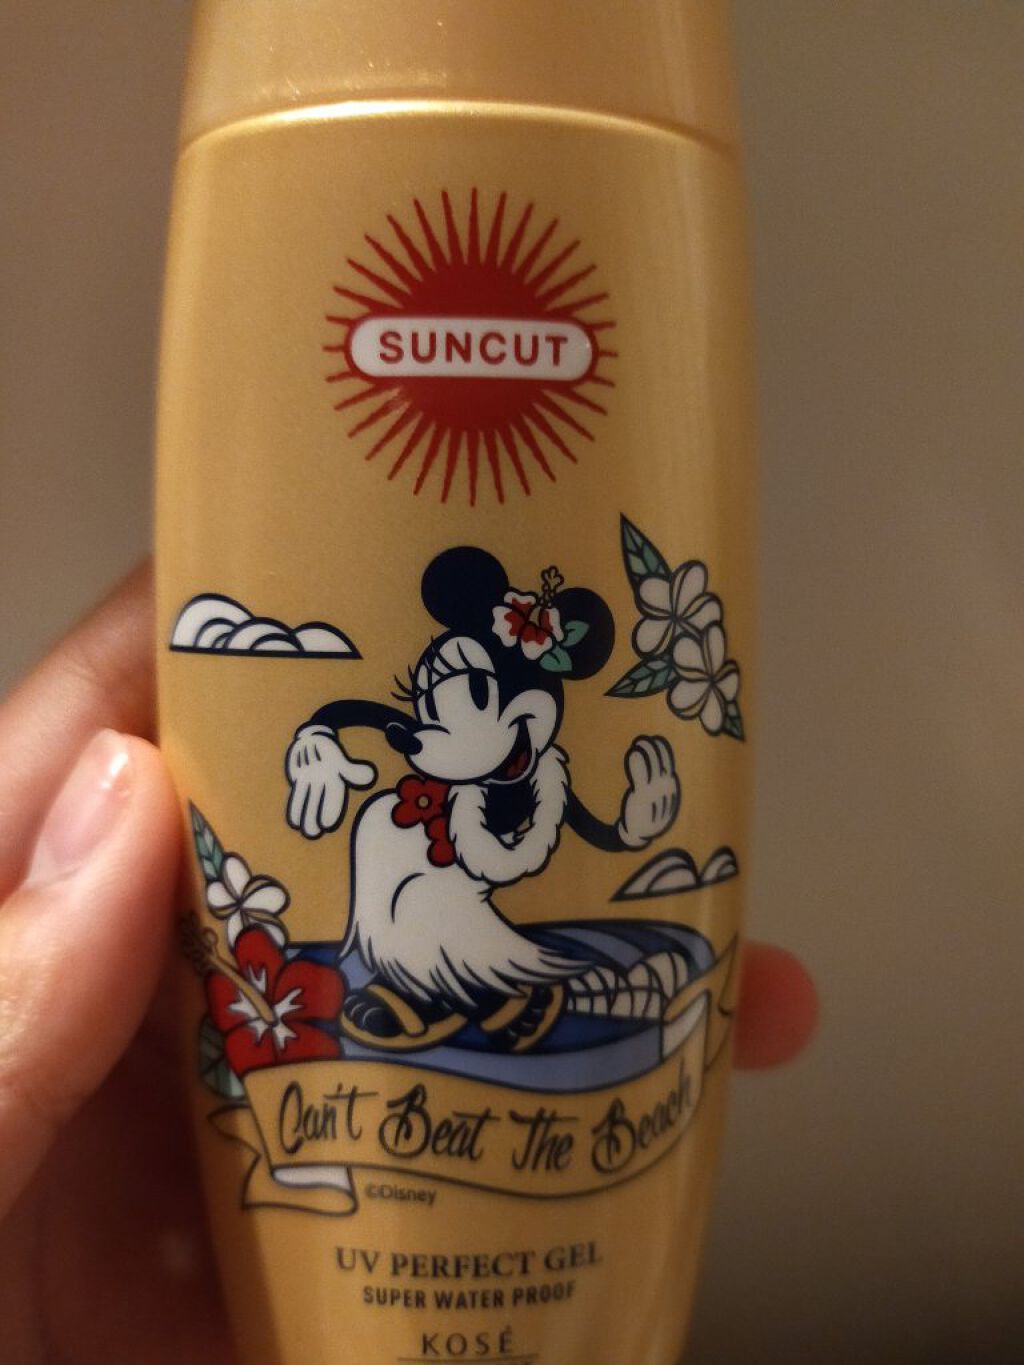 SUNCUT
Can't Beat The Beach
©Disney
UV PERFECT GEL
SUPER WATER PROOF
KOSÉ